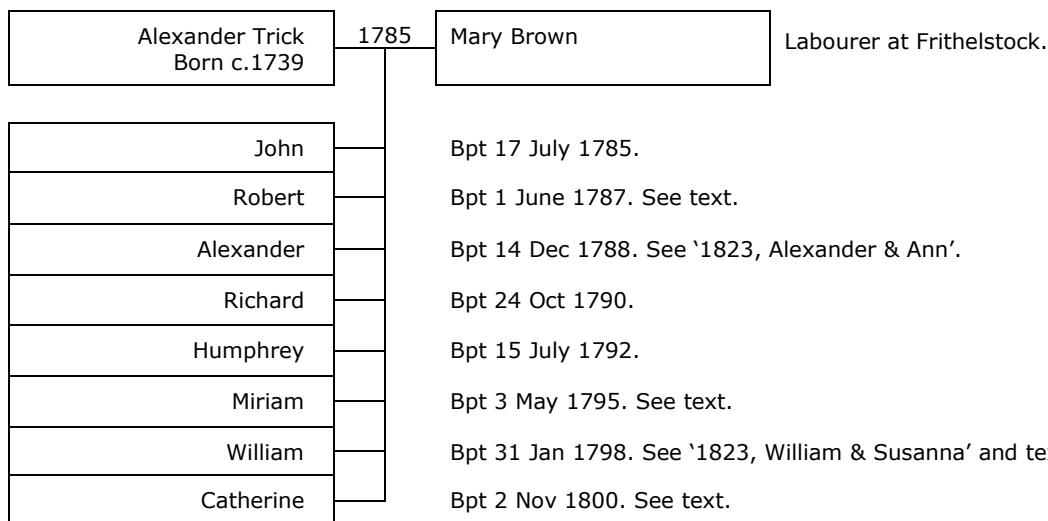 Alexander Trick 1785 Mary Brown Labourer at Frithelstock.
Born c.1739
John Bpt 17 July 1785.
Robert Bpt 1 June 1787. See text.
Alexander Bpt 14 Dec 1788. See ‘1823, Alexander & Ann’.
Richard Bpt 24 Oct 1790.
Humphrey Bpt 15 July 1792.
Miriam Bpt 3 May 1795. See text.
William Bpt 31 Jan 1798. See ‘1823, William & Susanna’ and
Catherine Bpt 2 Nov 1800. See text.